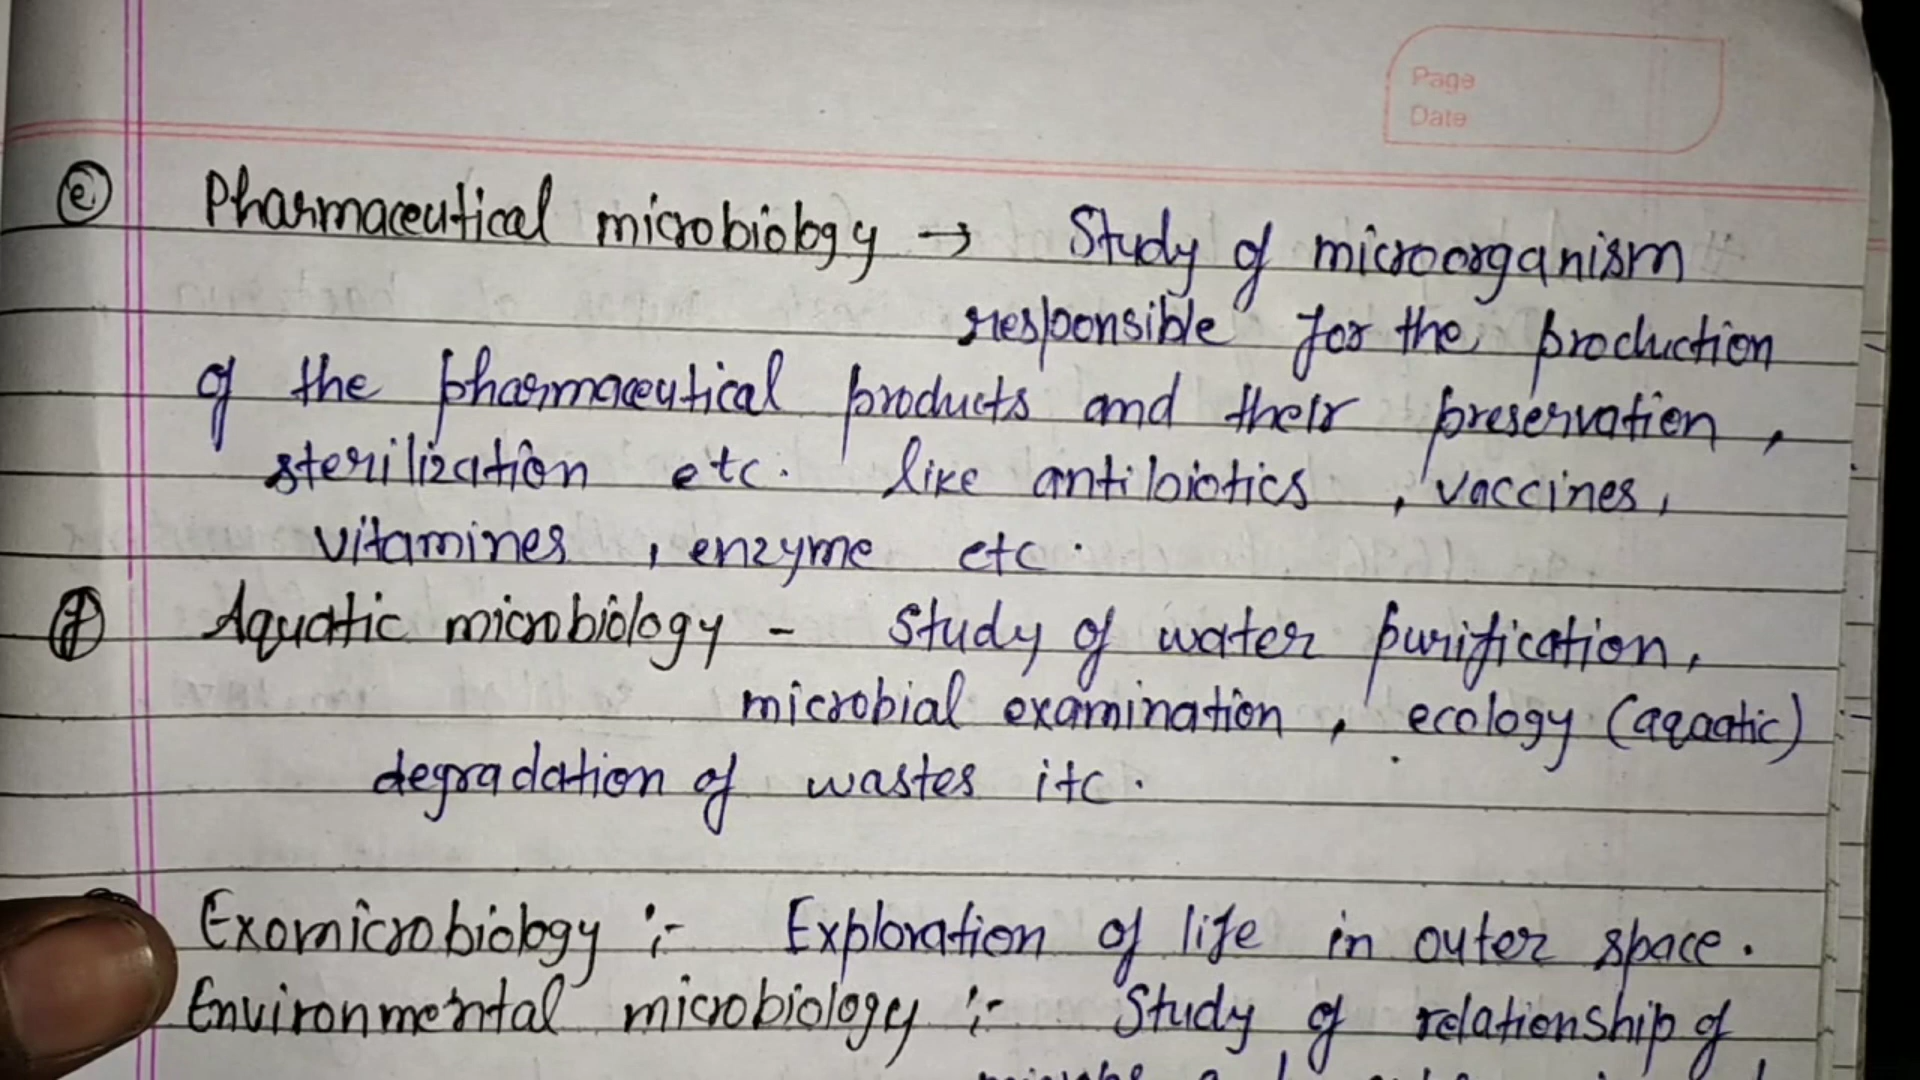 Page
Date
(e) Pharmaceutical microbiology → Study of microorganism
responsible for the production
of the pharmaceutical products and their preservation,
sterilization etc. like antibiotics, vaccines,
vitamines, enzyme etc.
(f) Aquatic microbiology - Study of water purification,
microbial examination, ecology (aquatic)
degradation of wastes itc.
Exomicrobiology :- Exploration of life in outer space.
Environmental microbiology :- Study of relationship of